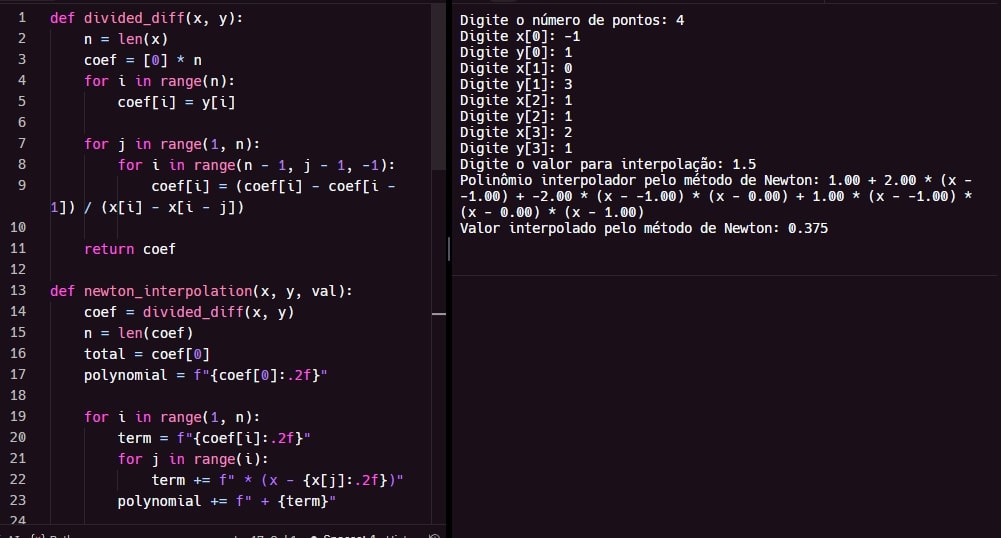 1 def divided_diff(x, y):
2     n = len(x)
3     coef = [0] * n
4     for i in range(n):
5         coef[i] = y[i]
6
7     for j in range(1, n):
8         for i in range(n - 1, j - 1, -1):
9             coef[i] = (coef[i] - coef[i -
1]) / (x[i] - x[i - j])
10
11     return coef
12
13 def newton_interpolation(x, y, val):
14     coef = divided_diff(x, y)
15     n = len(coef)
16     total = coef[0]
17     polynomial = f"{coef[0]:.2f}"
18
19     for i in range(1, n):
20         term = f"{coef[i]:.2f}"
21         for j in range(i):
22             term += f" * (x - {x[j]:.2f})"
23         polynomial += f" + {term}"
24
Digite o número de pontos: 4
Digite x[0]: -1
Digite y[0]: 1
Digite x[1]: 0
Digite y[1]: 3
Digite x[2]: 1
Digite y[2]: 1
Digite x[3]: 2
Digite y[3]: 1
Digite o valor para interpolação: 1.5
Polinômio interpolador pelo método de Newton: 1.00 + 2.00 * (x -
-1.00) + -2.00 * (x - -1.00) * (x - 0.00) + 1.00 * (x - -1.00) *
(x - 0.00) * (x - 1.00)
Valor interpolado pelo método de Newton: 0.375